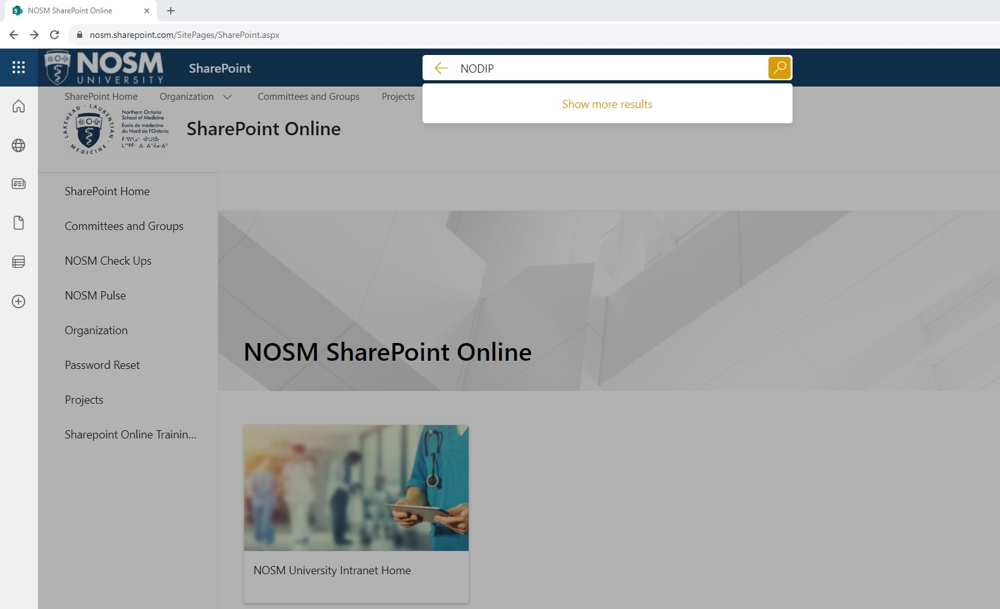 NOSM SharePoint Online
nosm.sharepoint.com/SitePages/SharePoint.aspx
NOSM
UNIVERSITY
SharePoint
NODIP
Show more results
SharePoint Home
Organization
Committees and Groups
Projects
LAKEHEAD · LAURENTIAN
MEDICINE
Northern Ontario
School of Medicine
École de médecine
du Nord de l'Ontario
SharePoint Online
SharePoint Home
Committees and Groups
NOSM Check Ups
NOSM Pulse
Organization
Password Reset
Projects
Sharepoint Online Trainin...
NOSM SharePoint Online
NOSM University Intranet Home